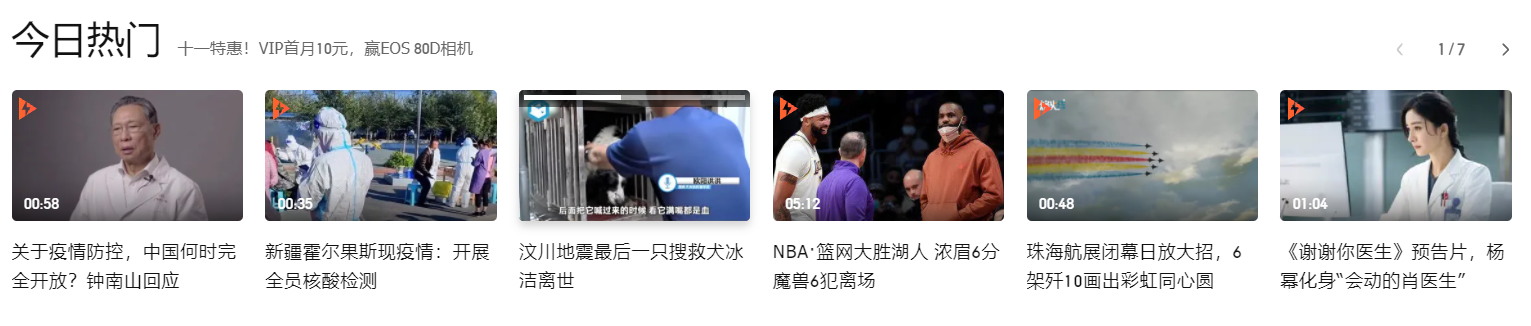 今日热门
十一特惠！VIP首月10元，赢EOS 80D相机
1 / 7
00:58
00:35
后面把它喊过来的时候 看它满嘴都是血
05:12
00:48
01:04
关于疫情防控，中国何时完
全开放？钟南山回应
新疆霍尔果斯现疫情：开展
全员核酸检测
汶川地震最后一只搜救犬冰
洁离世
NBA·篮网大胜湖人 浓眉6分
魔兽6犯离场
珠海航展闭幕日放大招，6
架歼10画出彩虹同心圆
《谢谢你医生》预告片，杨
幂化身“会动的肖医生”